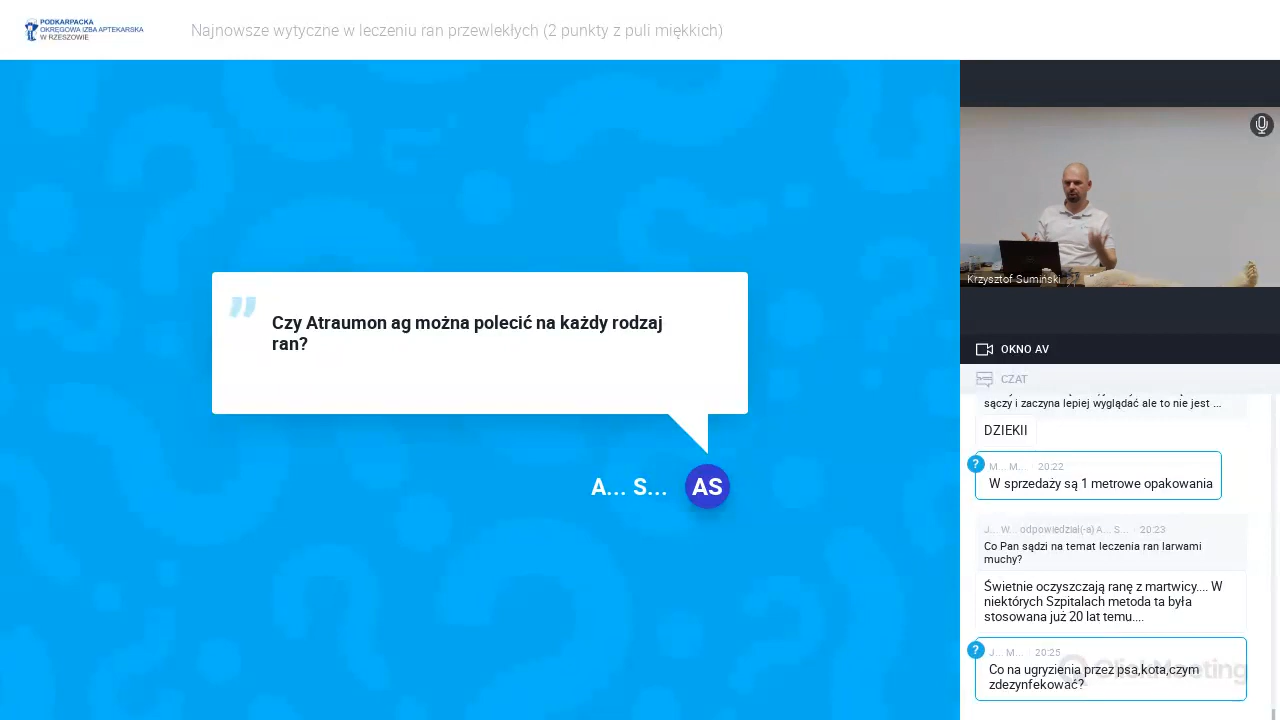 PODKARPACKA
OKRĘGOWA IZBA APTEKARSKA
W RZESZOWIE
Najnowsze wytyczne w leczeniu ran przewlekłych (2 punkty z puli miękkich)
Czy Atraumon ag można polecić na każdy rodzaj
ran?
A... S...
AS
Krzysztof Sumiński
OKNO AV
CZAT
sączy i zaczyna lepiej wyglądać ale to nie jest ...
DZIEKII
?
M... M... 20:22
W sprzedaży są 1 metrowe opakowania
J... W... odpowiedział(-a) A... S... · 20:23
Co Pan sądzi na temat leczenia ran larwami
muchy?
Świetnie oczyszczają ranę z martwicy.... W
niektórych Szpitalach metoda ta była
stosowana już 20 lat temu....
?
J... M... 20:25
Co na ugryzienia przez psa,kota,czym
zdezynfekować?
ClickMeeting